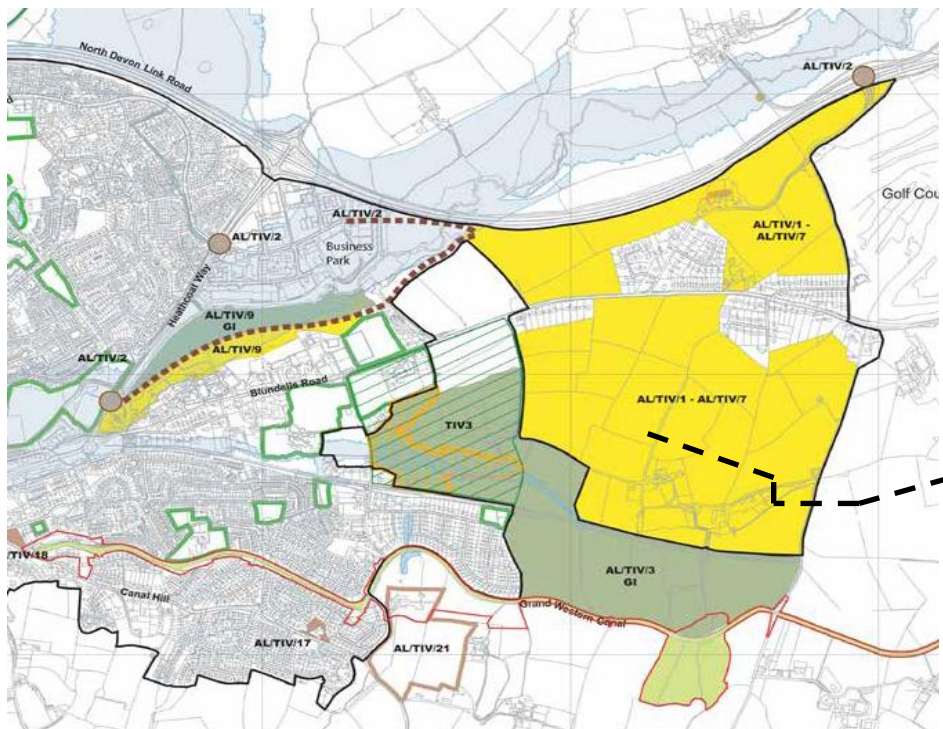 North Devon Link Road
AL/TIV/2
Golf Cou
AL/TIV/1 -
AL/TIV/7
AL/TIV/2
AL/TIV/2
Business
Park
Heathcoat Way
AL/TIV/9
GI
AL/TIV/9
AL/TIV/2
Blundells Road
AL/TIV/1 - AL/TIV/7
TIV3
/TIV/18
AL/TIV/3
GI
Canal Hill
Grand Western Canal
AL/TIV/17
AL/TIV/21